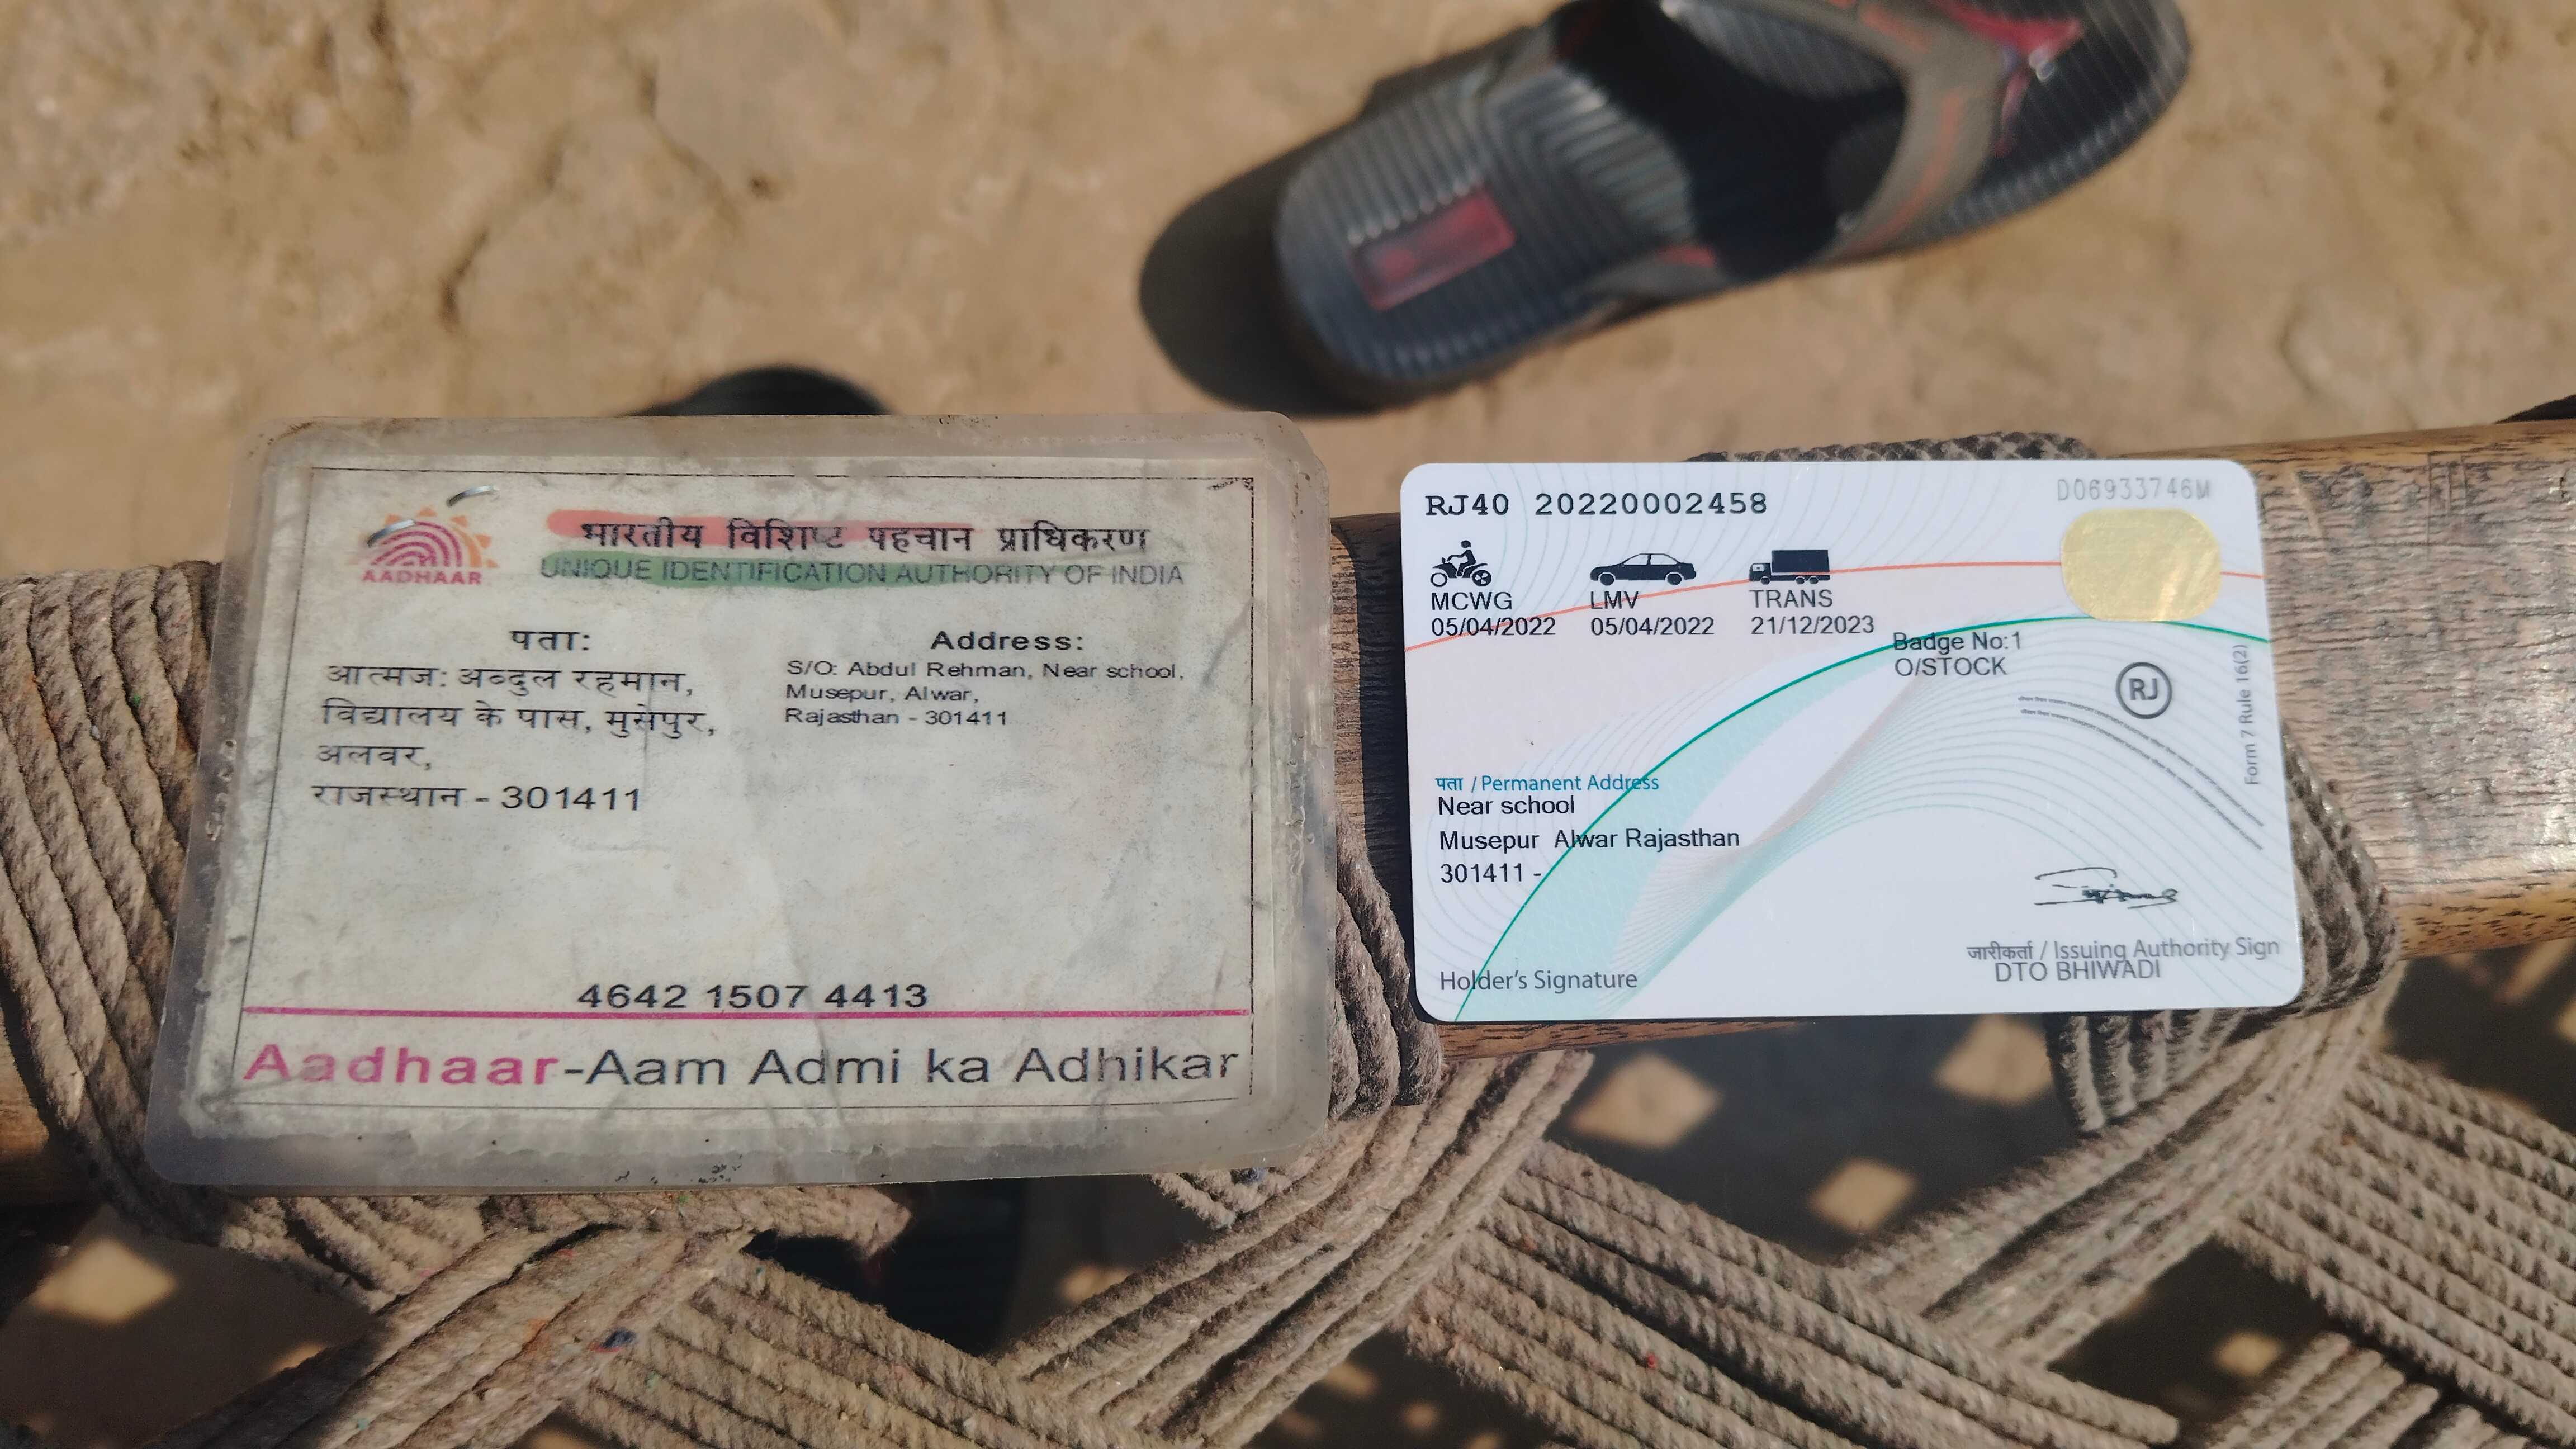 AADHAAR
भारतीय विशिष्ट पहचान प्राधिकरण
UNIQUE IDENTIFICATION AUTHORITY OF INDIA
पता:
आत्मज: अब्दुल रहमान,
विद्यालय के पास, मुसेपुर,
अलवर,
राजस्थान - 301411
Address:
S/O: Abdul Rehman, Near school,
Musepur, Alwar,
Rajasthan - 301411
4642 1507 4413
Aadhaar-Aam Admi ka Adhikar
RJ40 20220002458
D06933746M
MCWG
05/04/2022
LMV
05/04/2022
TRANS
21/12/2023
Badge No:1
O/STOCK
RJ
Form 7 Rule 16(2)
पता / Permanent Address
Near school
Musepur Alwar Rajasthan
301411 -
Holder's Signature
जारीकर्ता / Issuing Authority Sign
DTO BHIWADI